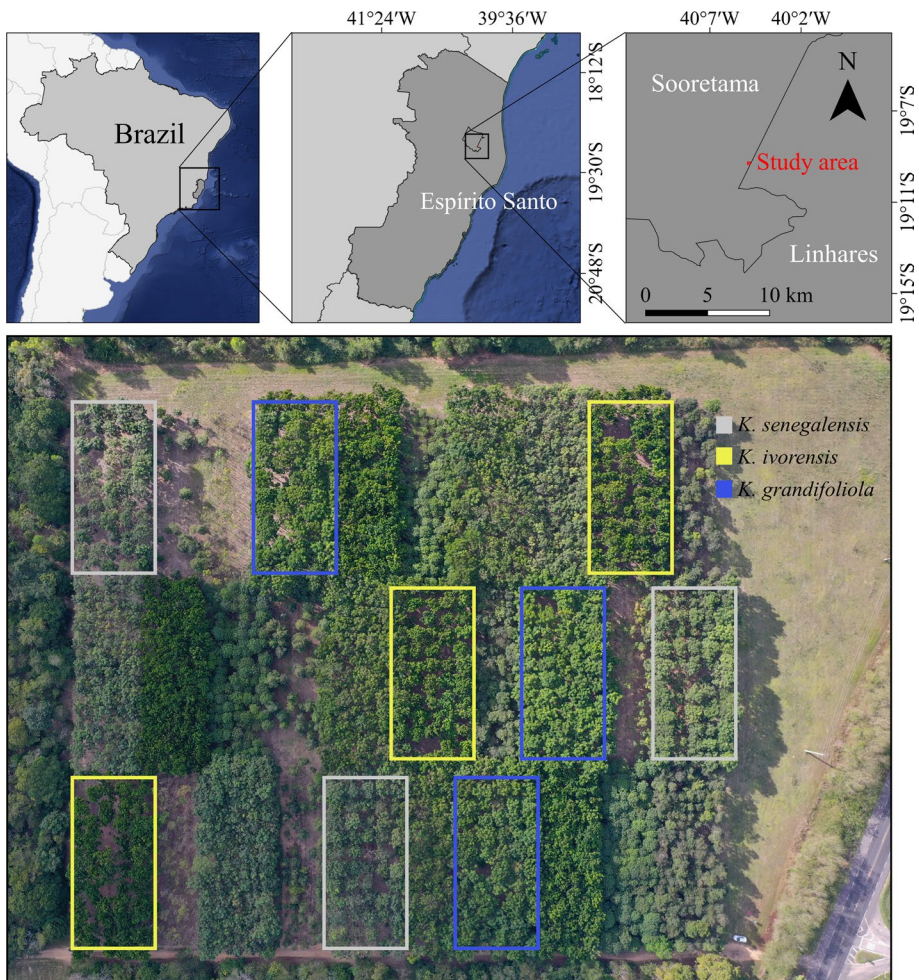 41°24'W
39°36'W
40°7'W
40°2'W
Brazil
Espírito Santo
18°12'S
19°30'S
20°48'S
Sooretama
N
Study area
Linhares
0 5 10 km
19°7'S
19°11'S
19°15'S
K. senegalensis
K. ivorensis
K. grandifoliola